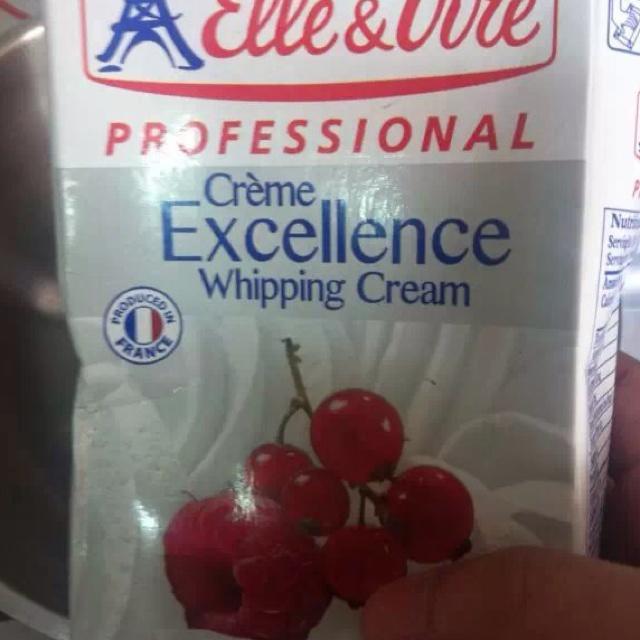 Elle & Vire
PROFESSIONAL
Crème
Excellence
Whipping Cream
PRODUCED IN
FRANCE